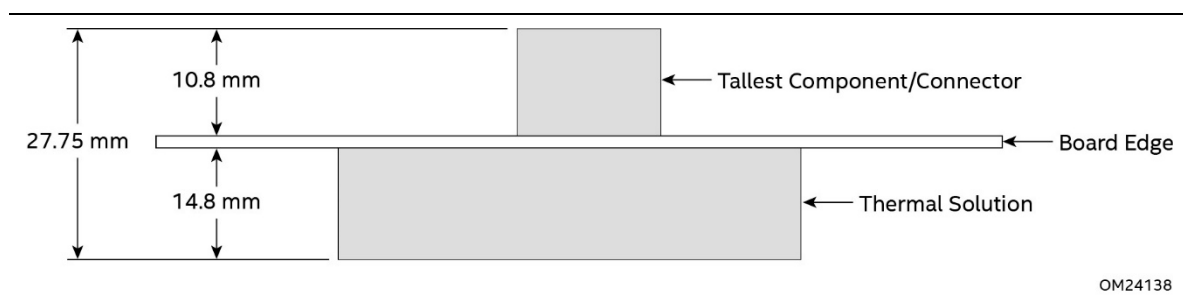 10.8 mm
Tallest Component/Connector
27.75 mm
Board Edge
14.8 mm
Thermal Solution
OM24138